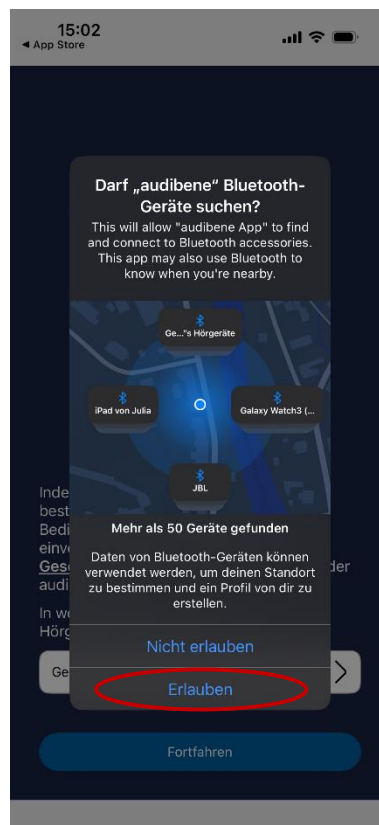 15:02
◀ App Store
Darf „audibene" Bluetooth-
Geräte suchen?
This will allow "audibene App" to find
and connect to Bluetooth accessories.
This app may also use Bluetooth to
know when you're nearby.
Ge..."s Hörgeräte
iPad von Julia
Galaxy Watch3 (...
JBL
Mehr als 50 Geräte gefunden
Daten von Bluetooth-Geräten können
verwendet werden, um deinen Standort
zu bestimmen und ein Profil von dir zu
erstellen.
Nicht erlauben
Erlauben
Inde
best
Bedi
einv
Ges
der
audi
In we
Hörg
Ge
Fortfahren